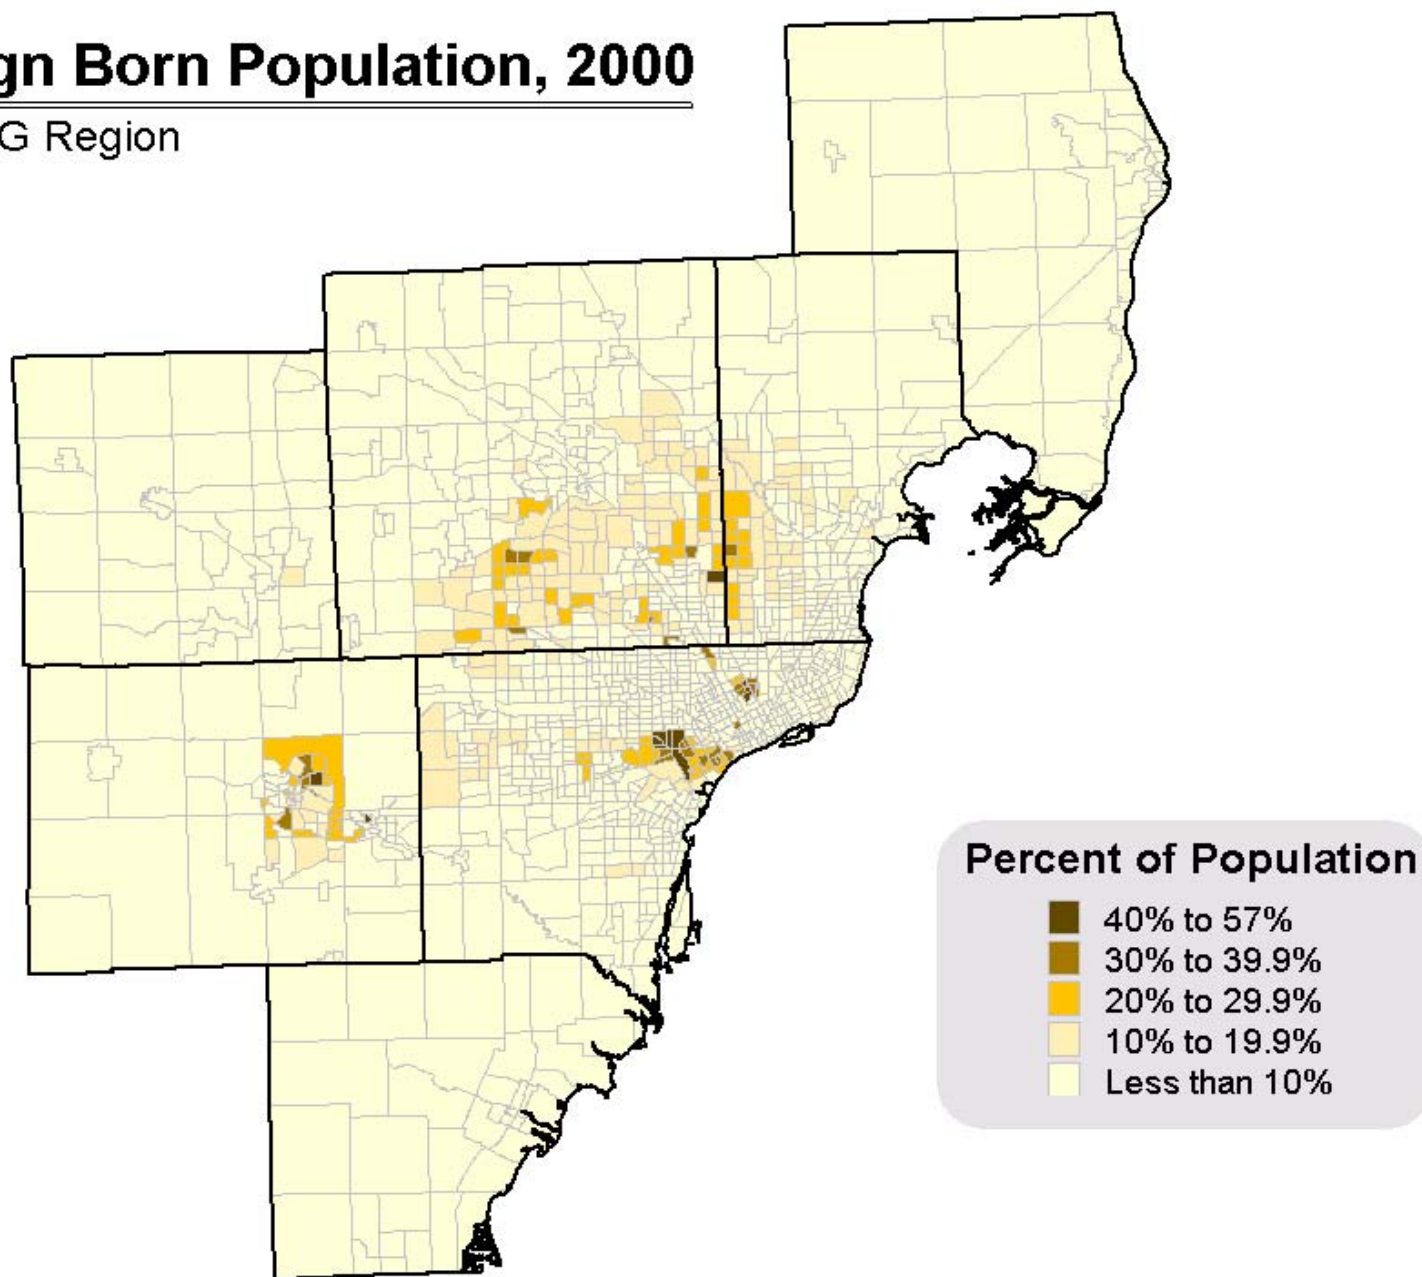 gn Born Population, 2000
G Region
Percent of Population
40% to 57%
30% to 39.9%
20% to 29.9%
10% to 19.9%
Less than 10%